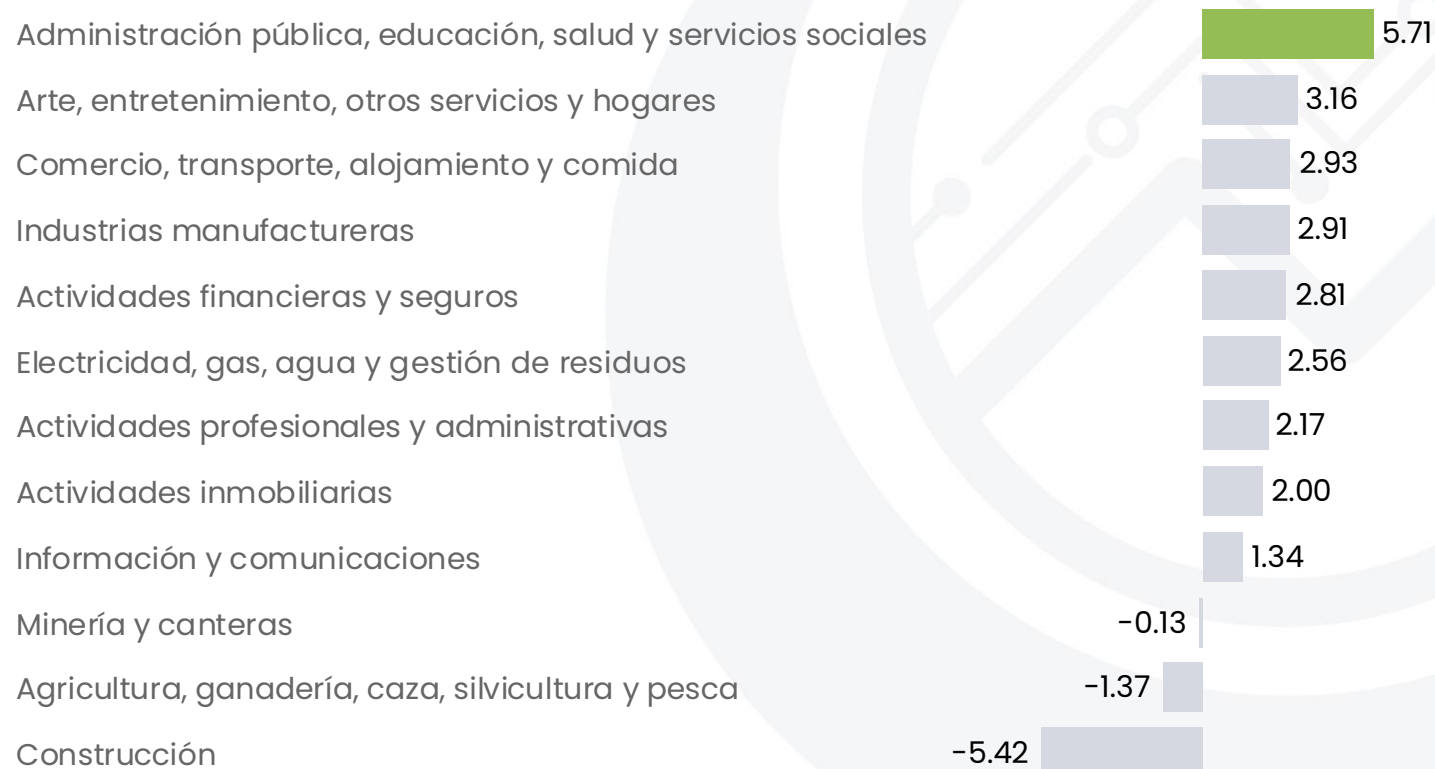 Administración pública, educación, salud y servicios sociales 5.71
Arte, entretenimiento, otros servicios y hogares 3.16
Comercio, transporte, alojamiento y comida 2.93
Industrias manufactureras 2.91
Actividades financieras y seguros 2.81
Electricidad, gas, agua y gestión de residuos 2.56
Actividades profesionales y administrativas 2.17
Actividades inmobiliarias 2.00
Información y comunicaciones 1.34
Minería y canteras -0.13
Agricultura, ganadería, caza, silvicultura y pesca -1.37
Construcción -5.42